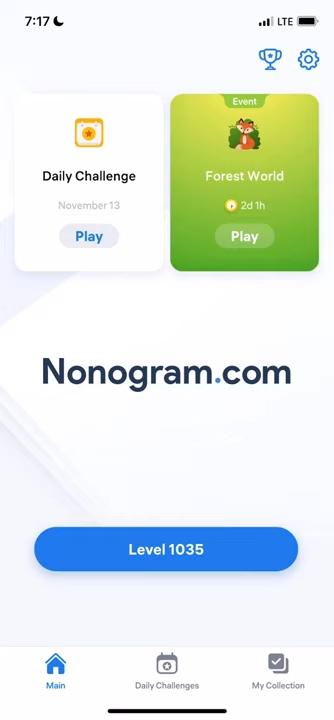 7:17
LTE
Event
Daily Challenge
Forest World
November 13
2d 1h
Play
Play
Nonogram.com
Level 1035
Main
Daily Challenges
My Collection